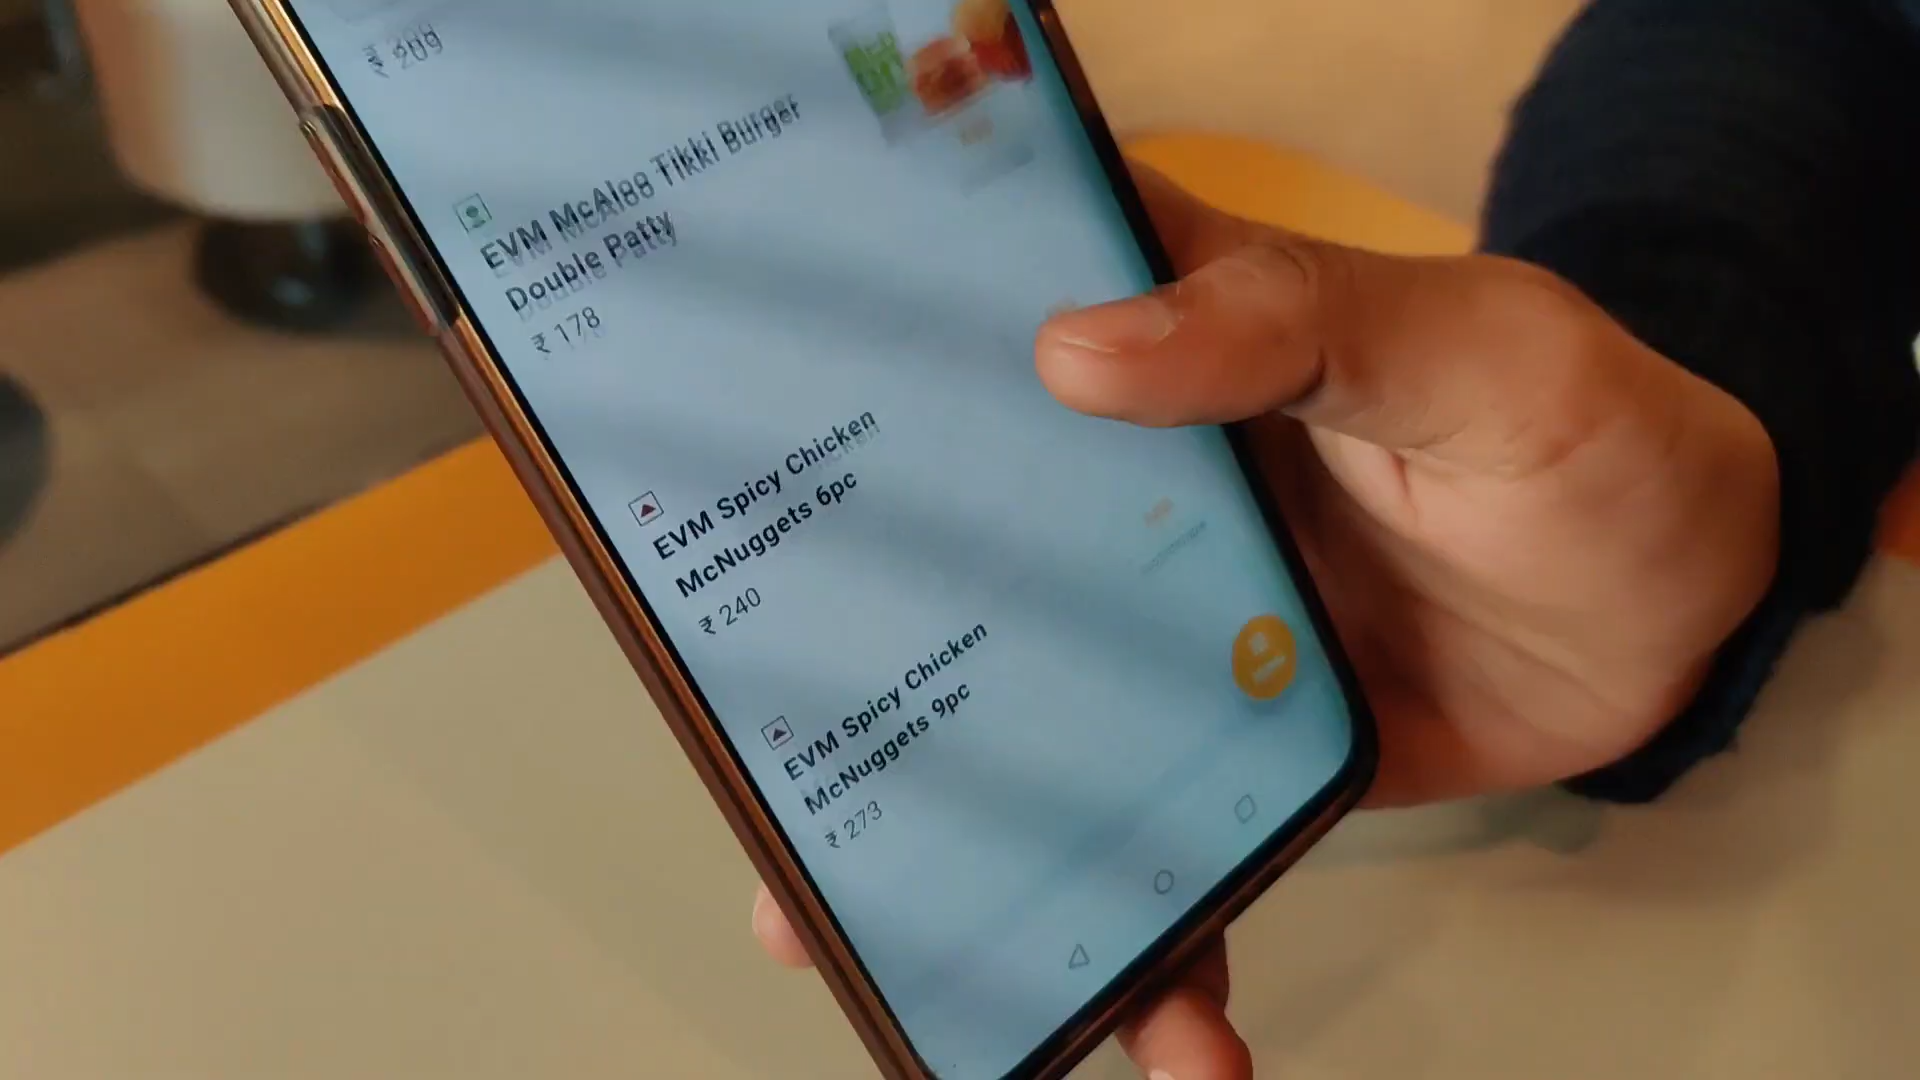 ₹ 209
EVM McAloo Tikki Burger
Double Patty
₹ 178
EVM Spicy Chicken
McNuggets 6pc
₹ 240
EVM Spicy Chicken
McNuggets 9pc
₹ 273